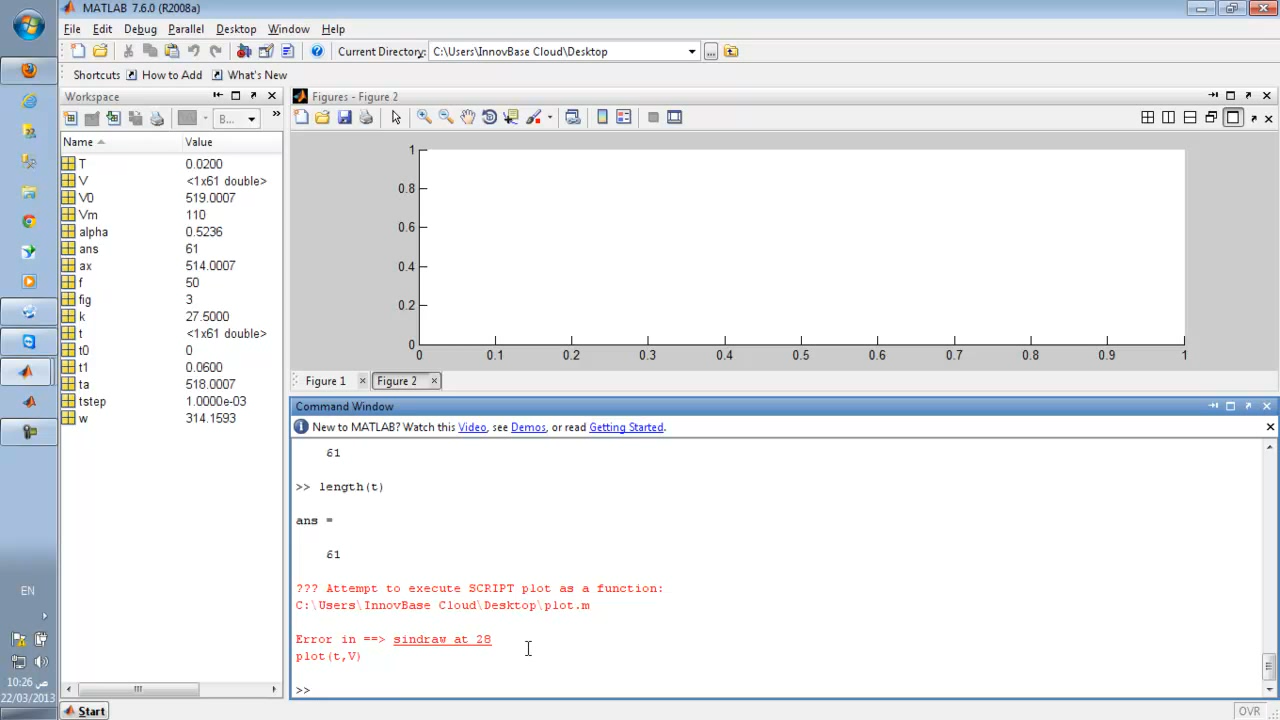 MATLAB 7.6.0 (R2008a)
File Edit Debug Parallel Desktop Window Help
Current Directory: C:\Users\InnovBase Cloud\Desktop ...
Shortcuts How to Add What's New
Workspace
B...
»
Name Value
T 0.0200
V <1x61 double>
V0 519.0007
Vm 110
alpha 0.5236
ans 61
ax 514.0007
f 50
fig 3
k 27.5000
t <1x61 double>
t0 0
t1 0.0600
ta 518.0007
tstep 1.0000e-03
w 314.1593
Figures - Figure 2
1
0.8
0.6
0.4
0.2
0
0 0.1 0.2 0.3 0.4 0.5 0.6 0.7 0.8 0.9 1
Figure 1 Figure 2
Command Window
New to MATLAB? Watch this Video, see Demos, or read Getting Started.
61
>> length(t)
ans =
61
??? Attempt to execute SCRIPT plot as a function:
C:\Users\InnovBase Cloud\Desktop\plot.m
Error in ==> sindraw at 28
plot(t,V)
>>
Start
OVR
EN
10:26 ص
22/03/2013